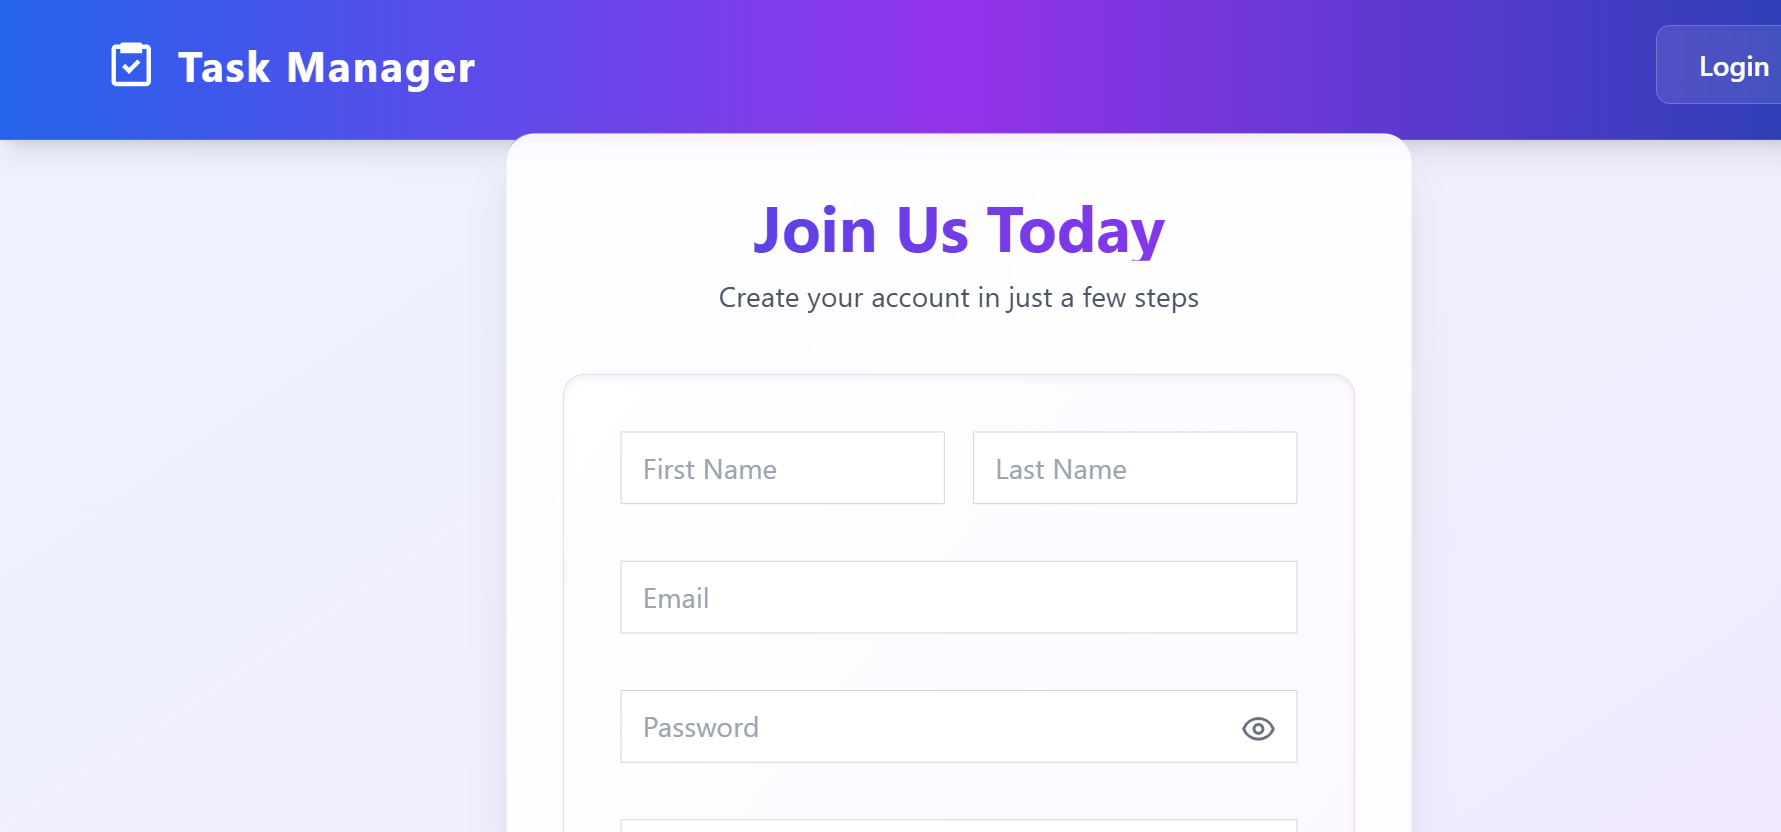 Task Manager
Login
Join Us Today
Create your account in just a few steps
First Name
Last Name
Email
Password